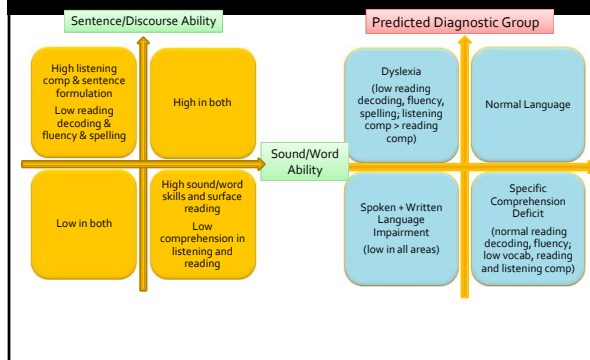 Sentence/Discourse Ability
High listening
comp & sentence
formulation
Low reading
decoding &
fluency & spelling
High in both
Low in both
High sound/word
skills and surface
reading
Low
comprehension in
listening and
reading
Sound/Word
Ability
Predicted Diagnostic Group
Dyslexia
(low reading
decoding, fluency,
spelling; listening
comp > reading
comp)
Normal Language
Spoken + Written
Language
Impairment
(low in all areas)
Specific
Comprehension
Deficit
(normal reading
decoding, fluency;
low vocab, reading
and listening comp)